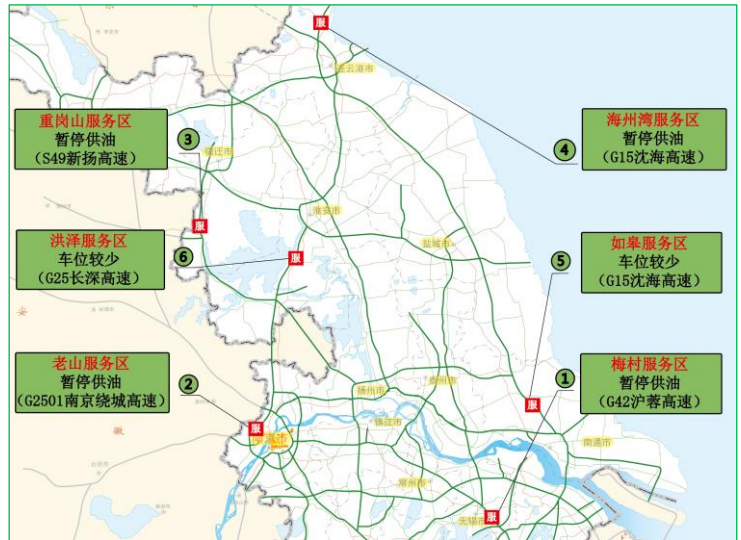 服
连云港市
重岗山服务区
暂停供油
(S49新扬高速)
③
宿迁市
④
海州湾服务区
暂停供油
(G15沈海高速)
服
淮安市
盐城市
洪泽服务区
车位较少
(G25长深高速)
⑥
服
⑤
如皋服务区
车位较少
(G15沈海高速)
安
老山服务区
暂停供油
(G2501南京绕城高速)
②
扬州市
泰州市
①
梅村服务区
暂停供油
(G42沪蓉高速)
服
服
镇江市
徽
南京市
南通市
常州市
无锡市
服